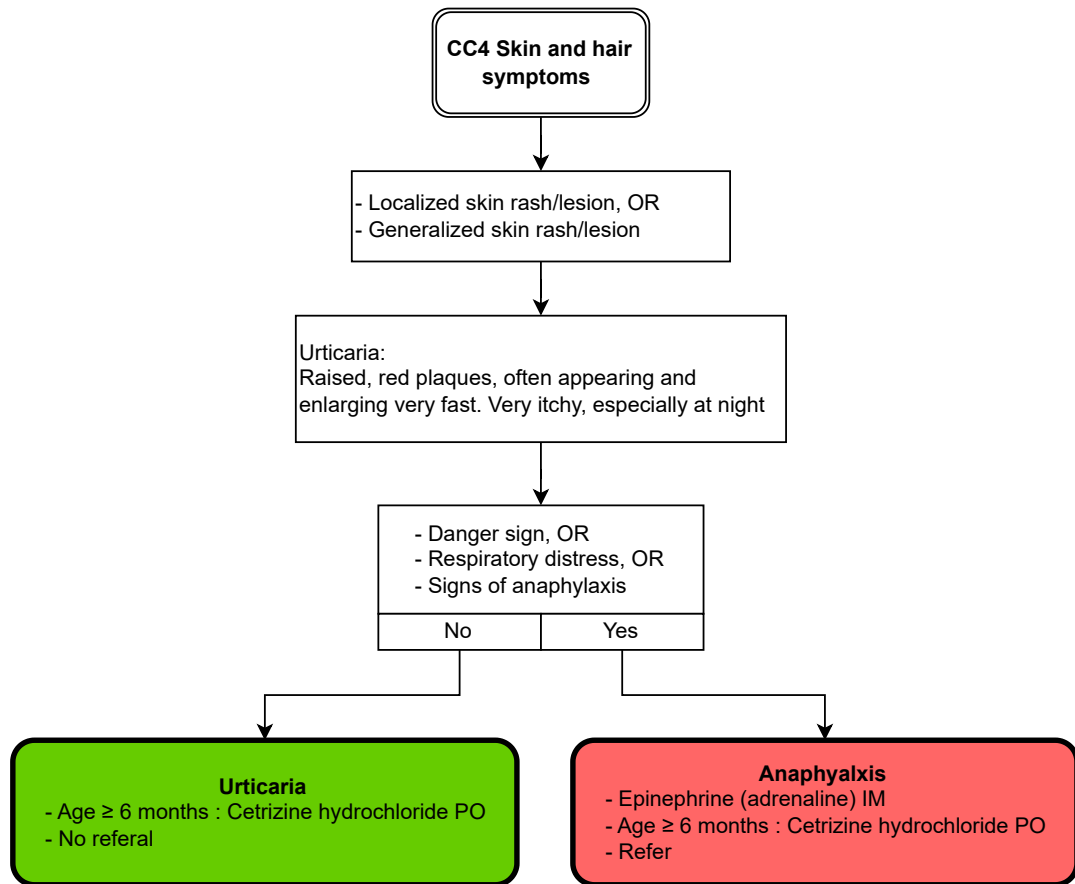 CC4 Skin and hair
symptoms
- Localized skin rash/lesion, OR
- Generalized skin rash/lesion
Urticaria:
Raised, red plaques, often appearing and
enlarging very fast. Very itchy, especially at night
- Danger sign, OR
- Respiratory distress, OR
- Signs of anaphylaxis
No
Yes
Urticaria
- Age ≥ 6 months : Cetrizine hydrochloride PO
- No referal
Anaphyalxis
- Epinephrine (adrenaline) IM
- Age ≥ 6 months : Cetrizine hydrochloride PO
- Refer